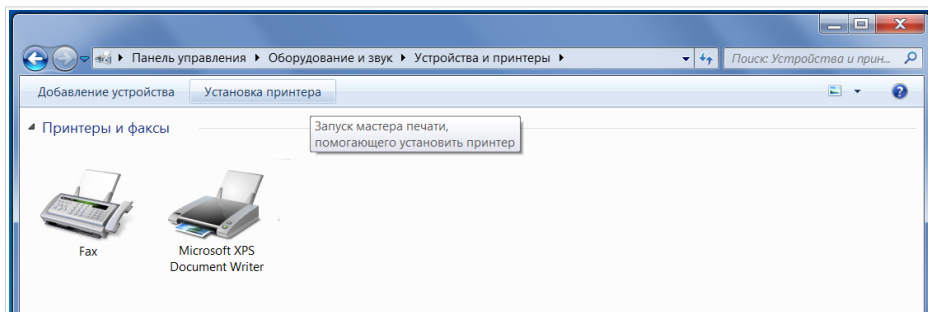 Панель управления Оборудование и звук Устройства и принтеры Поиск: Устройства и прин...
Добавление устройства Установка принтера
Принтеры и факсы
Запуск мастера печати,
помогающего установить принтер
Fax
Microsoft XPS
Document Writer